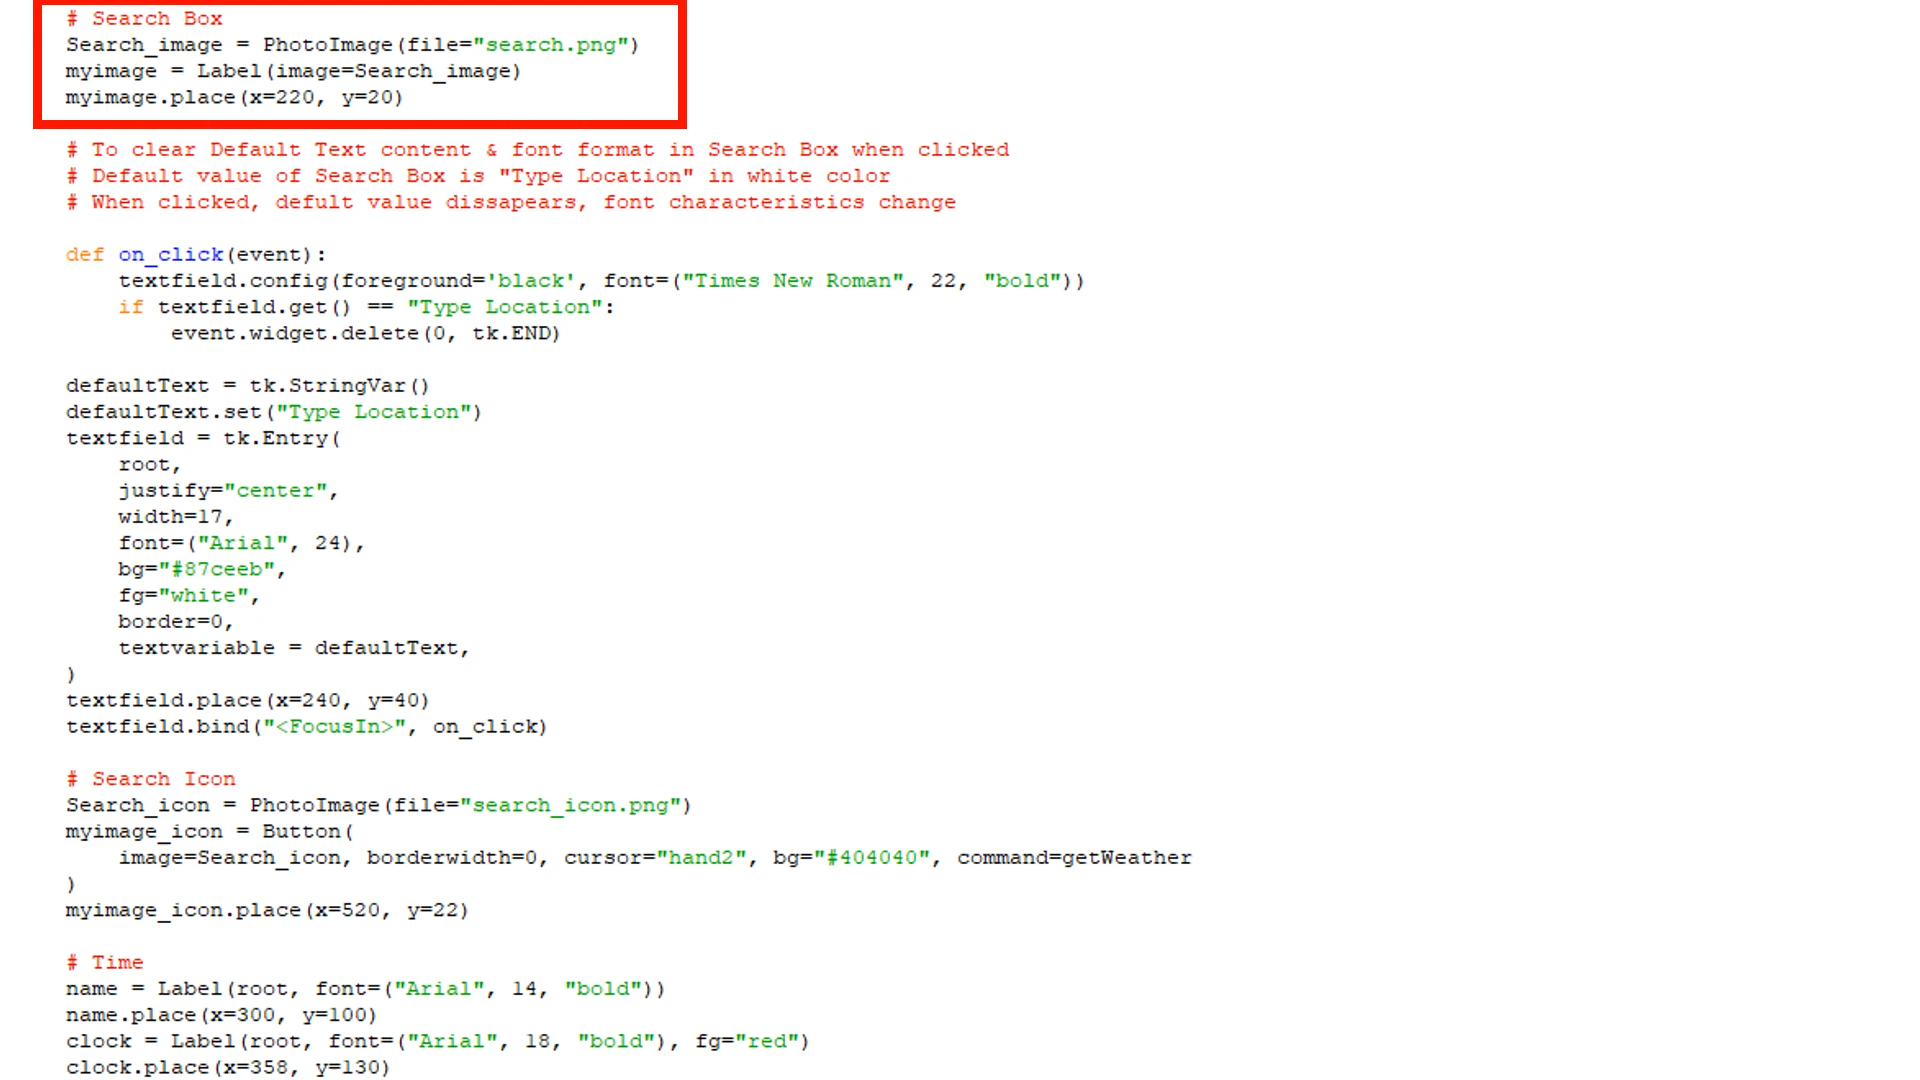 # Search Box
Search_image = PhotoImage(file="search.png")
myimage = Label(image=Search_image)
myimage.place(x=220, y=20)
# To clear Default Text content & font format in Search Box when clicked
# Default value of Search Box is "Type Location" in white color
# When clicked, defult value dissapears, font characteristics change
def on_click(event):
    textfield.config(foreground='black', font=("Times New Roman", 22, "bold"))
    if textfield.get() == "Type Location":
        event.widget.delete(0, tk.END)
defaultText = tk.StringVar()
defaultText.set("Type Location")
textfield = tk.Entry(
    root,
    justify="center",
    width=17,
    font=("Arial", 24),
    bg="#87ceeb",
    fg="white",
    border=0,
    textvariable = defaultText,
)
textfield.place(x=240, y=40)
textfield.bind("<FocusIn>", on_click)
# Search Icon
Search_icon = PhotoImage(file="search_icon.png")
myimage_icon = Button(
    image=Search_icon, borderwidth=0, cursor="hand2", bg="#404040", command=getWeather
)
myimage_icon.place(x=520, y=22)
# Time
name = Label(root, font=("Arial", 14, "bold"))
name.place(x=300, y=100)
clock = Label(root, font=("Arial", 18, "bold"), fg="red")
clock.place(x=358, y=130)